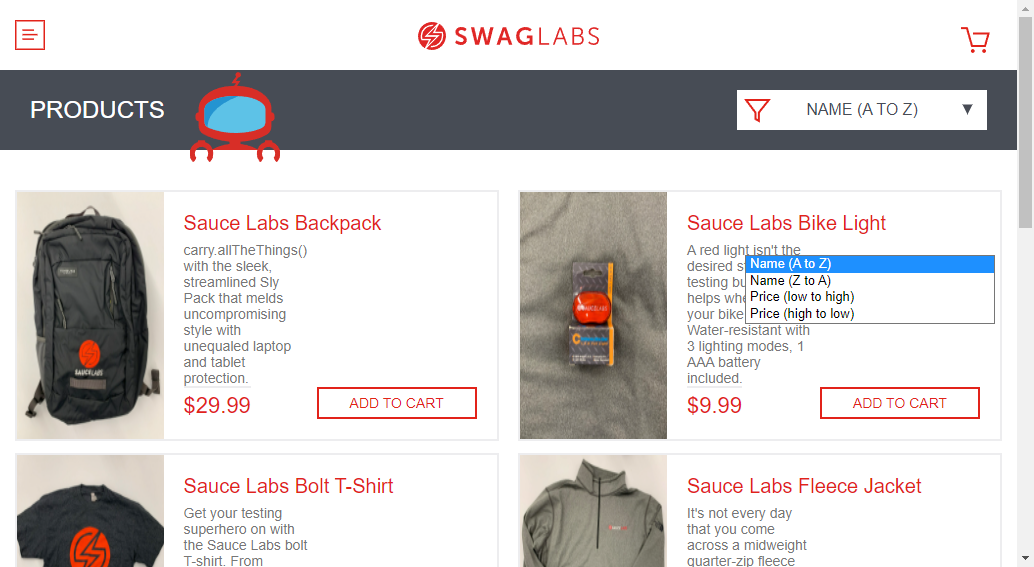 SWAGLABS
PRODUCTS
NAME (A TO Z)
Sauce Labs Backpack
carry.allTheThings()
with the sleek,
streamlined Sly
Pack that melds
uncompromising
style with
unequaled laptop
and tablet
protection.
$29.99
ADD TO CART
SAUCELABS
Sauce Labs Bike Light
A red light isn't the
desired s
testing bu
helps whe
your bike
Water-resistant with
3 lighting modes, 1
AAA battery
included.
$9.99
ADD TO CART
SAUCELABS
Name (A to Z)
Name (Z to A)
Price (low to high)
Price (high to low)
Sauce Labs Bolt T-Shirt
Get your testing
superhero on with
the Sauce Labs bolt
T-shirt. From
Sauce Labs Fleece Jacket
It's not every day
that you come
across a midweight
quarter-zip fleece